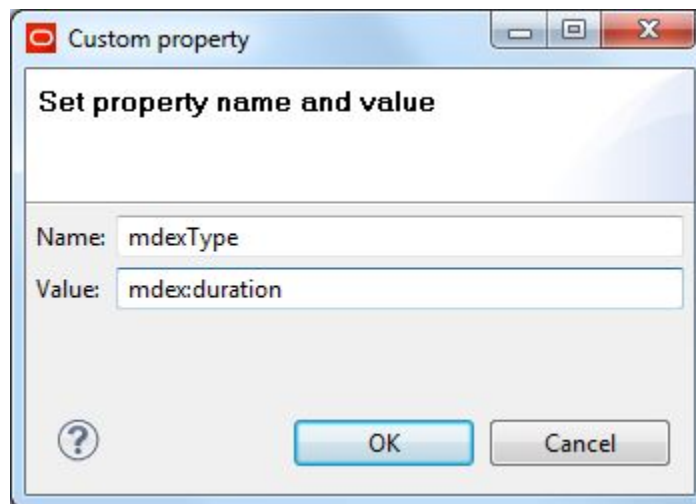 Custom property
Set property name and value
Name: mdexType
Value: mdex:duration
? OK Cancel